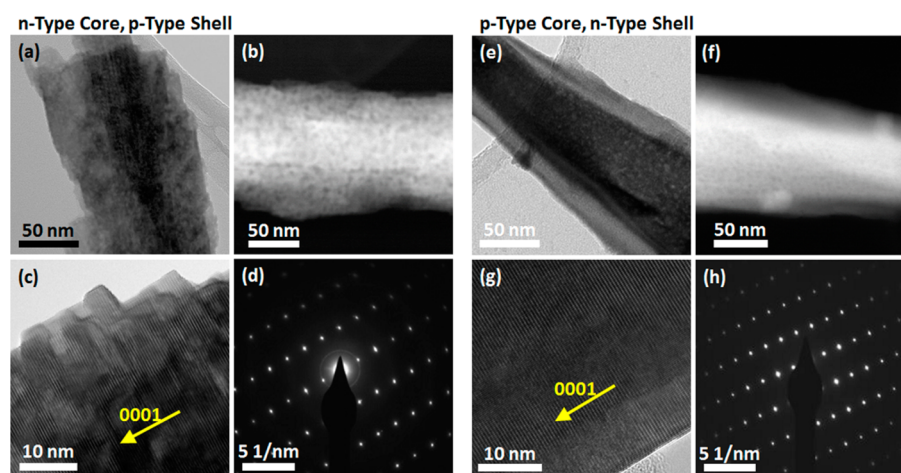 n-Type Core, p-Type Shell
p-Type Core, n-Type Shell
(a)
50 nm
(b)
50 nm
(e)
50 nm
(f)
50 nm
(c)
0001
10 nm
(d)
5 1/nm
(g)
0001
10 nm
(h)
5 1/nm